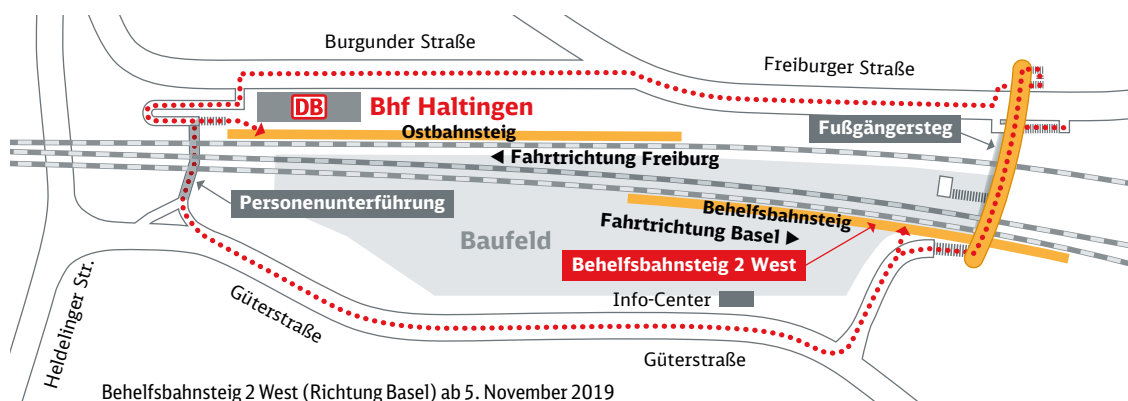 Burgunder Straße
Freiburger Straße
DB
Bhf Haltingen
Ostbahnsteig
Fußgängersteg
◄ Fahrtrichtung Freiburg
Personenunterführung
Behelfsbahnsteig
Fahrtrichtung Basel ►
Baufeld
Behelfsbahnsteig 2 West
Info-Center
Heldelinger Str.
Güterstraße
Güterstraße
Behelfsbahnsteig 2 West (Richtung Basel) ab 5. November 2019